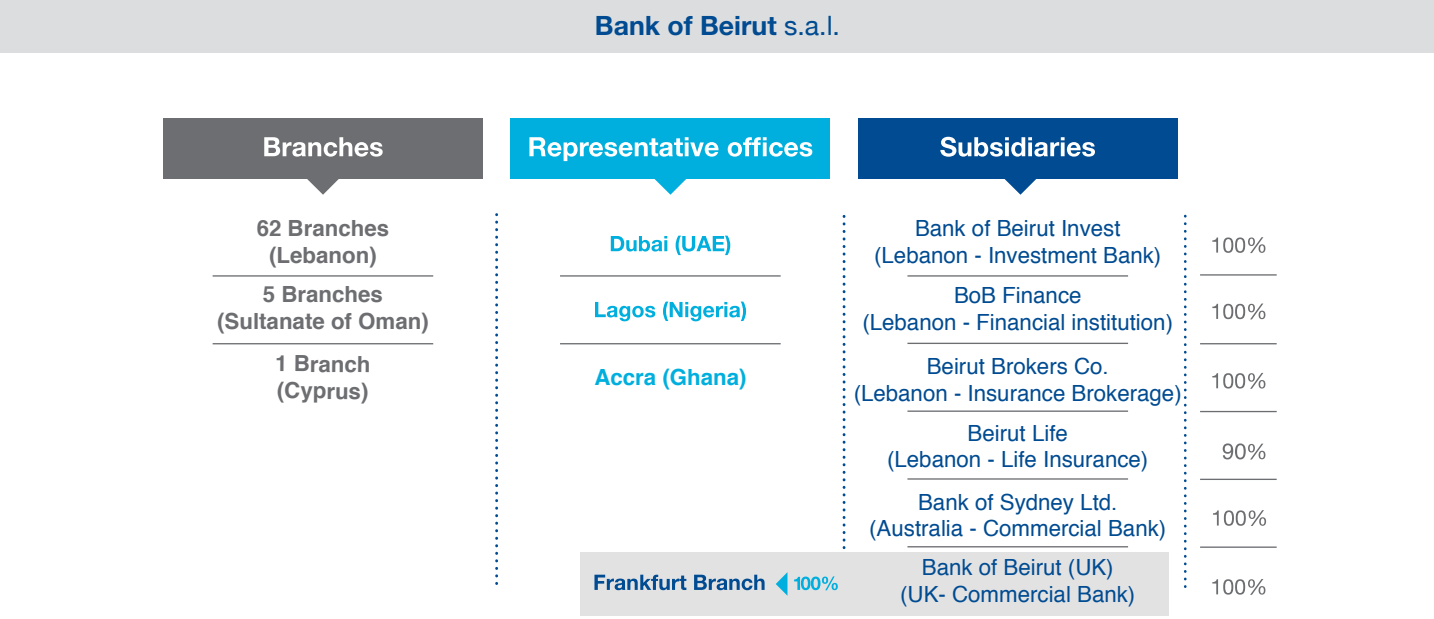 Bank of Beirut s.a.l.
Branches
62 Branches
(Lebanon)
5 Branches
(Sultanate of Oman)
1 Branch
(Cyprus)
Representative offices
Dubai (UAE)
Lagos (Nigeria)
Accra (Ghana)
Subsidiaries
Bank of Beirut Invest
(Lebanon - Investment Bank)
100%
BoB Finance
(Lebanon - Financial institution)
100%
Beirut Brokers Co.
(Lebanon - Insurance Brokerage)
100%
Beirut Life
(Lebanon - Life Insurance)
90%
Bank of Sydney Ltd.
(Australia - Commercial Bank)
100%
Frankfurt Branch 100%
Bank of Beirut (UK)
(UK- Commercial Bank)
100%